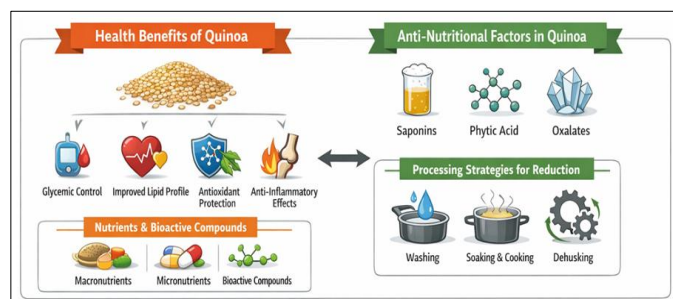 Health Benefits of Quinoa
Glycemic Control
Improved Lipid Profile
Antioxidant
Protection
Anti-Inflammatory
Effects
Nutrients & Bioactive Compounds
Macronutrients
Micronutrients
Bioactive Compounds
Anti-Nutritional Factors in Quinoa
Saponins
Phytic Acid
Oxalates
Processing Strategies for Reduction
Washing
Soaking & Cooking
Dehusking